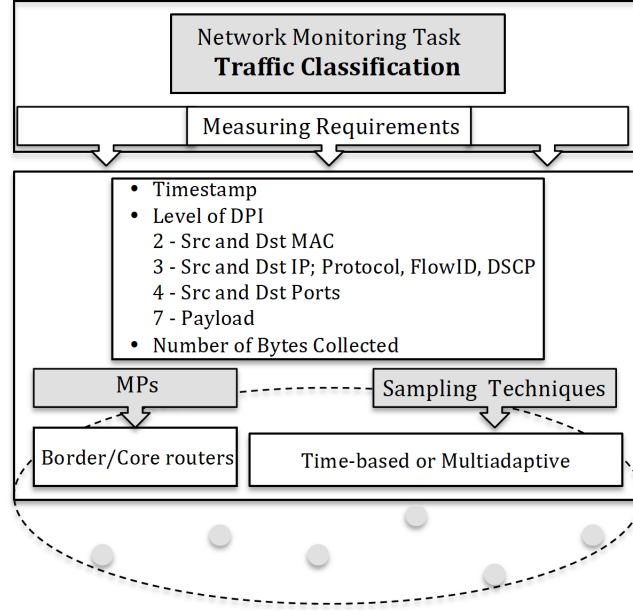 Network Monitoring Task
Traffic Classification
Measuring Requirements
• Timestamp
• Level of DPI
2 - Src and Dst MAC
3 - Src and Dst IP; Protocol, FlowID, DSCP
4 - Src and Dst Ports
7 - Payload
• Number of Bytes Collected
MPs
Sampling Techniques
Border/Core routers
Time-based or Multiadaptive